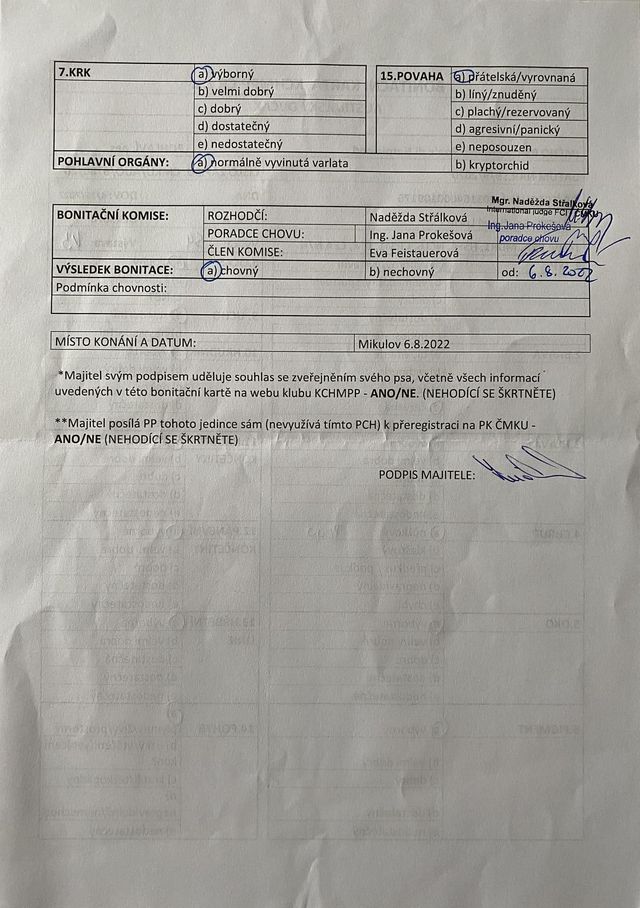 7.KRK a) výborný
b) velmi dobrý
c) dobrý
d) dostatečný
e) nedostatečný
15.POVAHA a) přátelská/vyrovnaná
b) líný/znuděný
c) plachý/rezervovaný
d) agresivní/panický
e) neposouzen
POHLAVNÍ ORGÁNY: a) normálně vyvinutá varlata b) kryptorchid
BONITAČNÍ KOMISE: ROZHODČÍ: Naděžda Střálková
Mgr. Naděžda Střálková
International judge FCI
PORADCE CHOVU: Ing. Jana Prokešová
Ing. Jana Prokešová
poradce chovu
ČLEN KOMISE: Eva Feistauerová
VÝSLEDEK BONITACE: a) chovný b) nechovný od: 6.8.2022
Podmínka chovnosti:
MÍSTO KONÁNÍ A DATUM: Mikulov 6.8.2022
*Majitel svým podpisem uděluje souhlas se zveřejněním svého psa, včetně všech informací
uvedených v této bonitační kartě na webu klubu KCHMPP - ANO/NE. (NEHODÍCÍ SE ŠKRTNĚTE)
**Majitel posílá PP tohoto jedince sám (nevyužívá tímto PCH) k přeregistraci na PK ČMKU -
ANO/NE (NEHODÍCÍ SE ŠKRTNĚTE)
PODPIS MAJITELE: